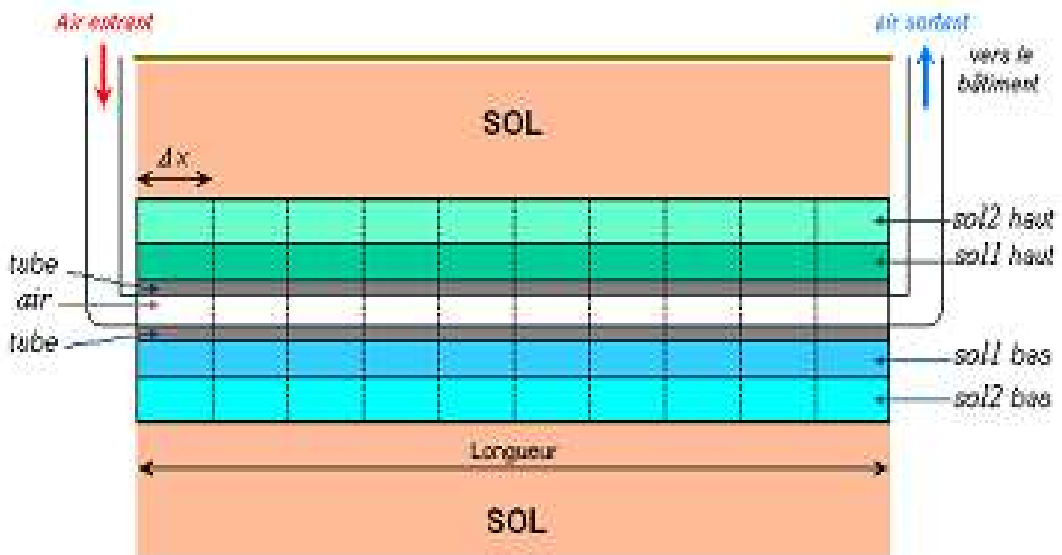 Air entrant
air sortant
vers le
bâtiment
SOL
Δx
sol2 haut
sol1 haut
tube
air
tube
sol1 bas
sol2 bas
Longueur
SOL